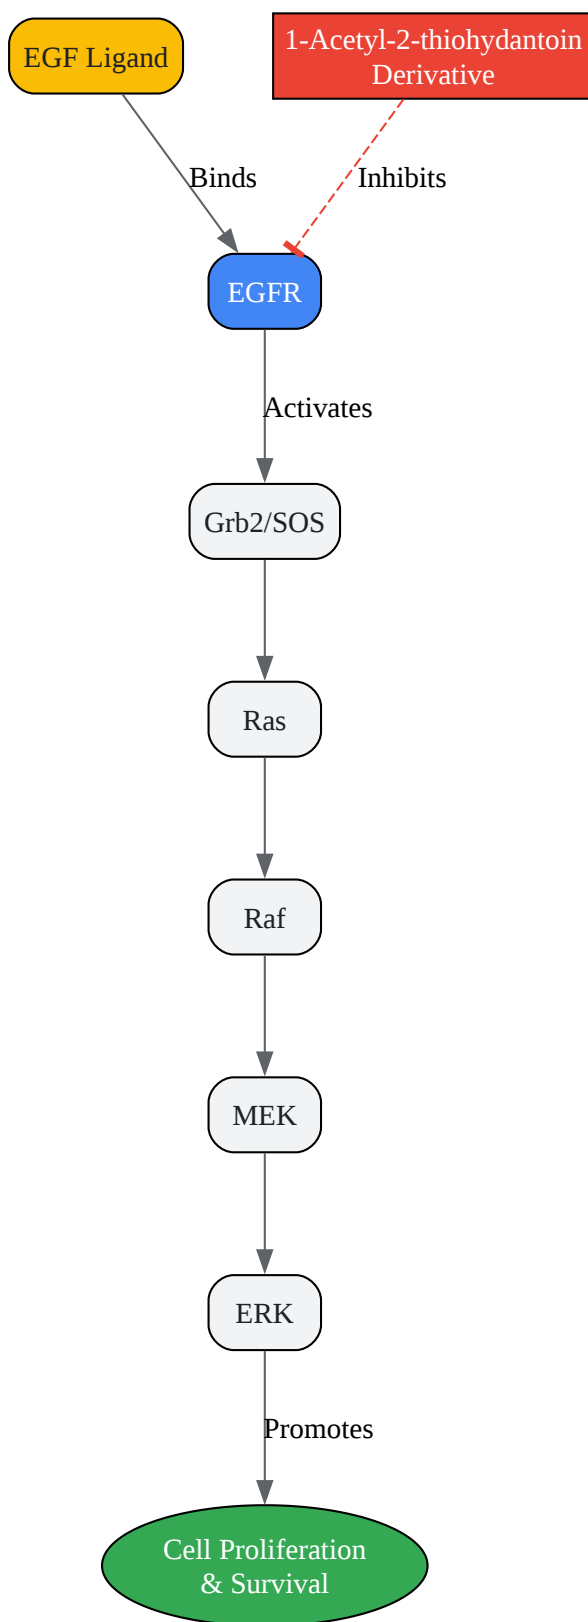 EGF Ligand
1-Acetyl-2-thiohydantoin
Derivative
Binds
Inhibits
EGFR
Activates
Grb2/SOS
Ras
Raf
MEK
ERK
Promotes
Cell Proliferation
& Survival